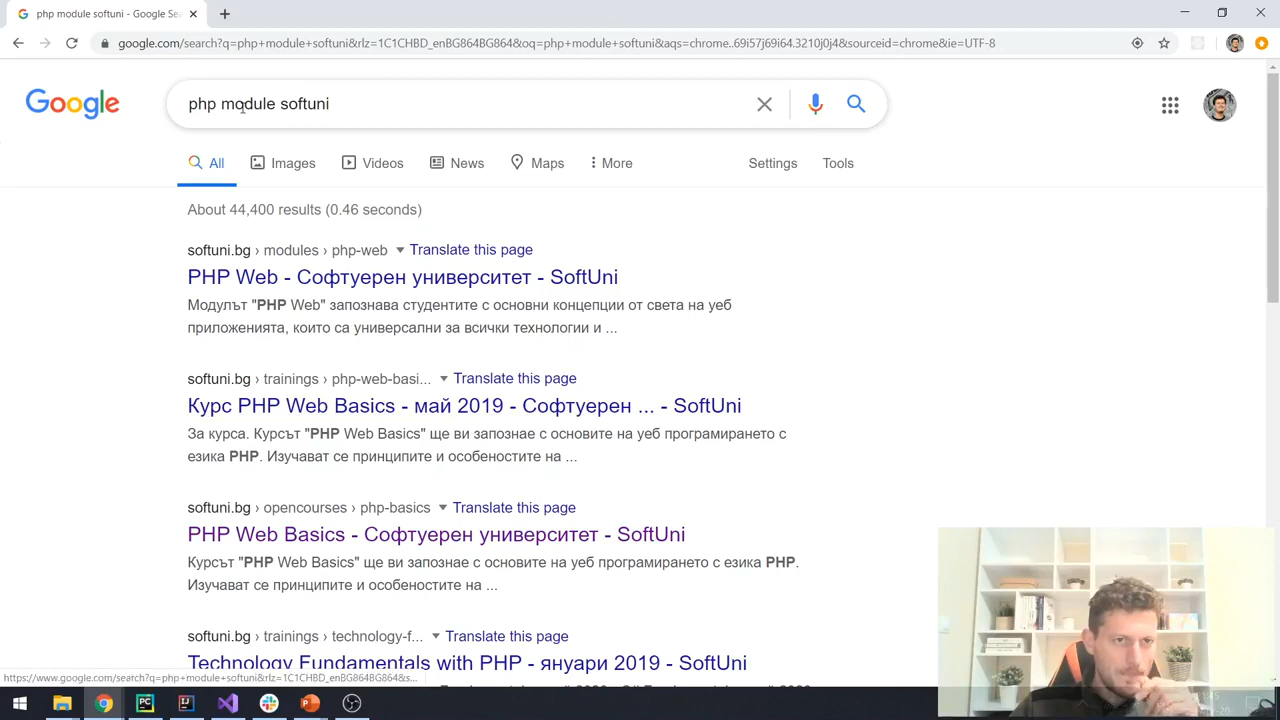 php module softuni - Google Sea
google.com/search?q=php+module+softuni&rlz=1C1CHBD_enBG864BG864&oq=php+module+softuni&aqs=chrome..69i57j69i64.3210j0j4&sourceid=chrome&ie=UTF-8
Google
php module softuni
All
Images
Videos
News
Maps
More
Settings
Tools
About 44,400 results (0.46 seconds)
softuni.bg › modules › php-web
Translate this page
PHP Web - Софтуерен университет - SoftUni
Модулът "PHP Web" запознава студентите с основни концепции от света на уеб
приложенията, които са универсални за всички технологии и ...
softuni.bg › trainings › php-web-basi...
Translate this page
Курс PHP Web Basics - май 2019 - Софтуерен ... - SoftUni
За курса. Курсът "PHP Web Basics" ще ви запознае с основите на уеб програмирането с
езика PHP. Изучават се принципите и особеностите на ...
softuni.bg › opencourses › php-basics
Translate this page
PHP Web Basics - Софтуерен университет - SoftUni
Курсът "PHP Web Basics" ще ви запознае с основите на уеб програмирането с езика PHP.
Изучават се принципите и особеностите на ...
softuni.bg › trainings › technology-f...
Translate this page
Technology Fundamentals with PHP - януари 2019 - SoftUni
https://www.google.com/search?q=php+module+softuni&rlz=1C1CHBD_enBG864BG864&s...